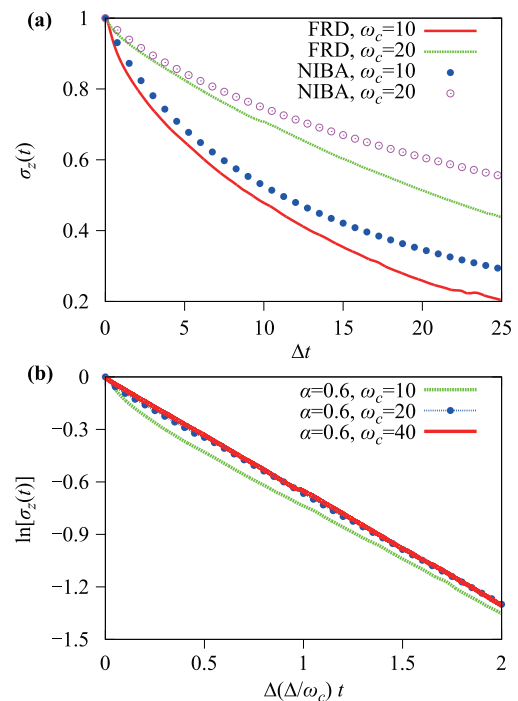 (a)
1
0.8
0.6
0.4
0.2
σz(t)
FRD, ωc=10
FRD, ωc=20
NIBA, ωc=10
NIBA, ωc=20
0 5 10 15 20 25
Δt
(b)
0
−0.3
−0.6
−0.9
−1.2
−1.5
ln[σz(t)]
α=0.6, ωc=10
α=0.6, ωc=20
α=0.6, ωc=40
0 0.5 1 1.5 2
Δ(Δ/ωc) t